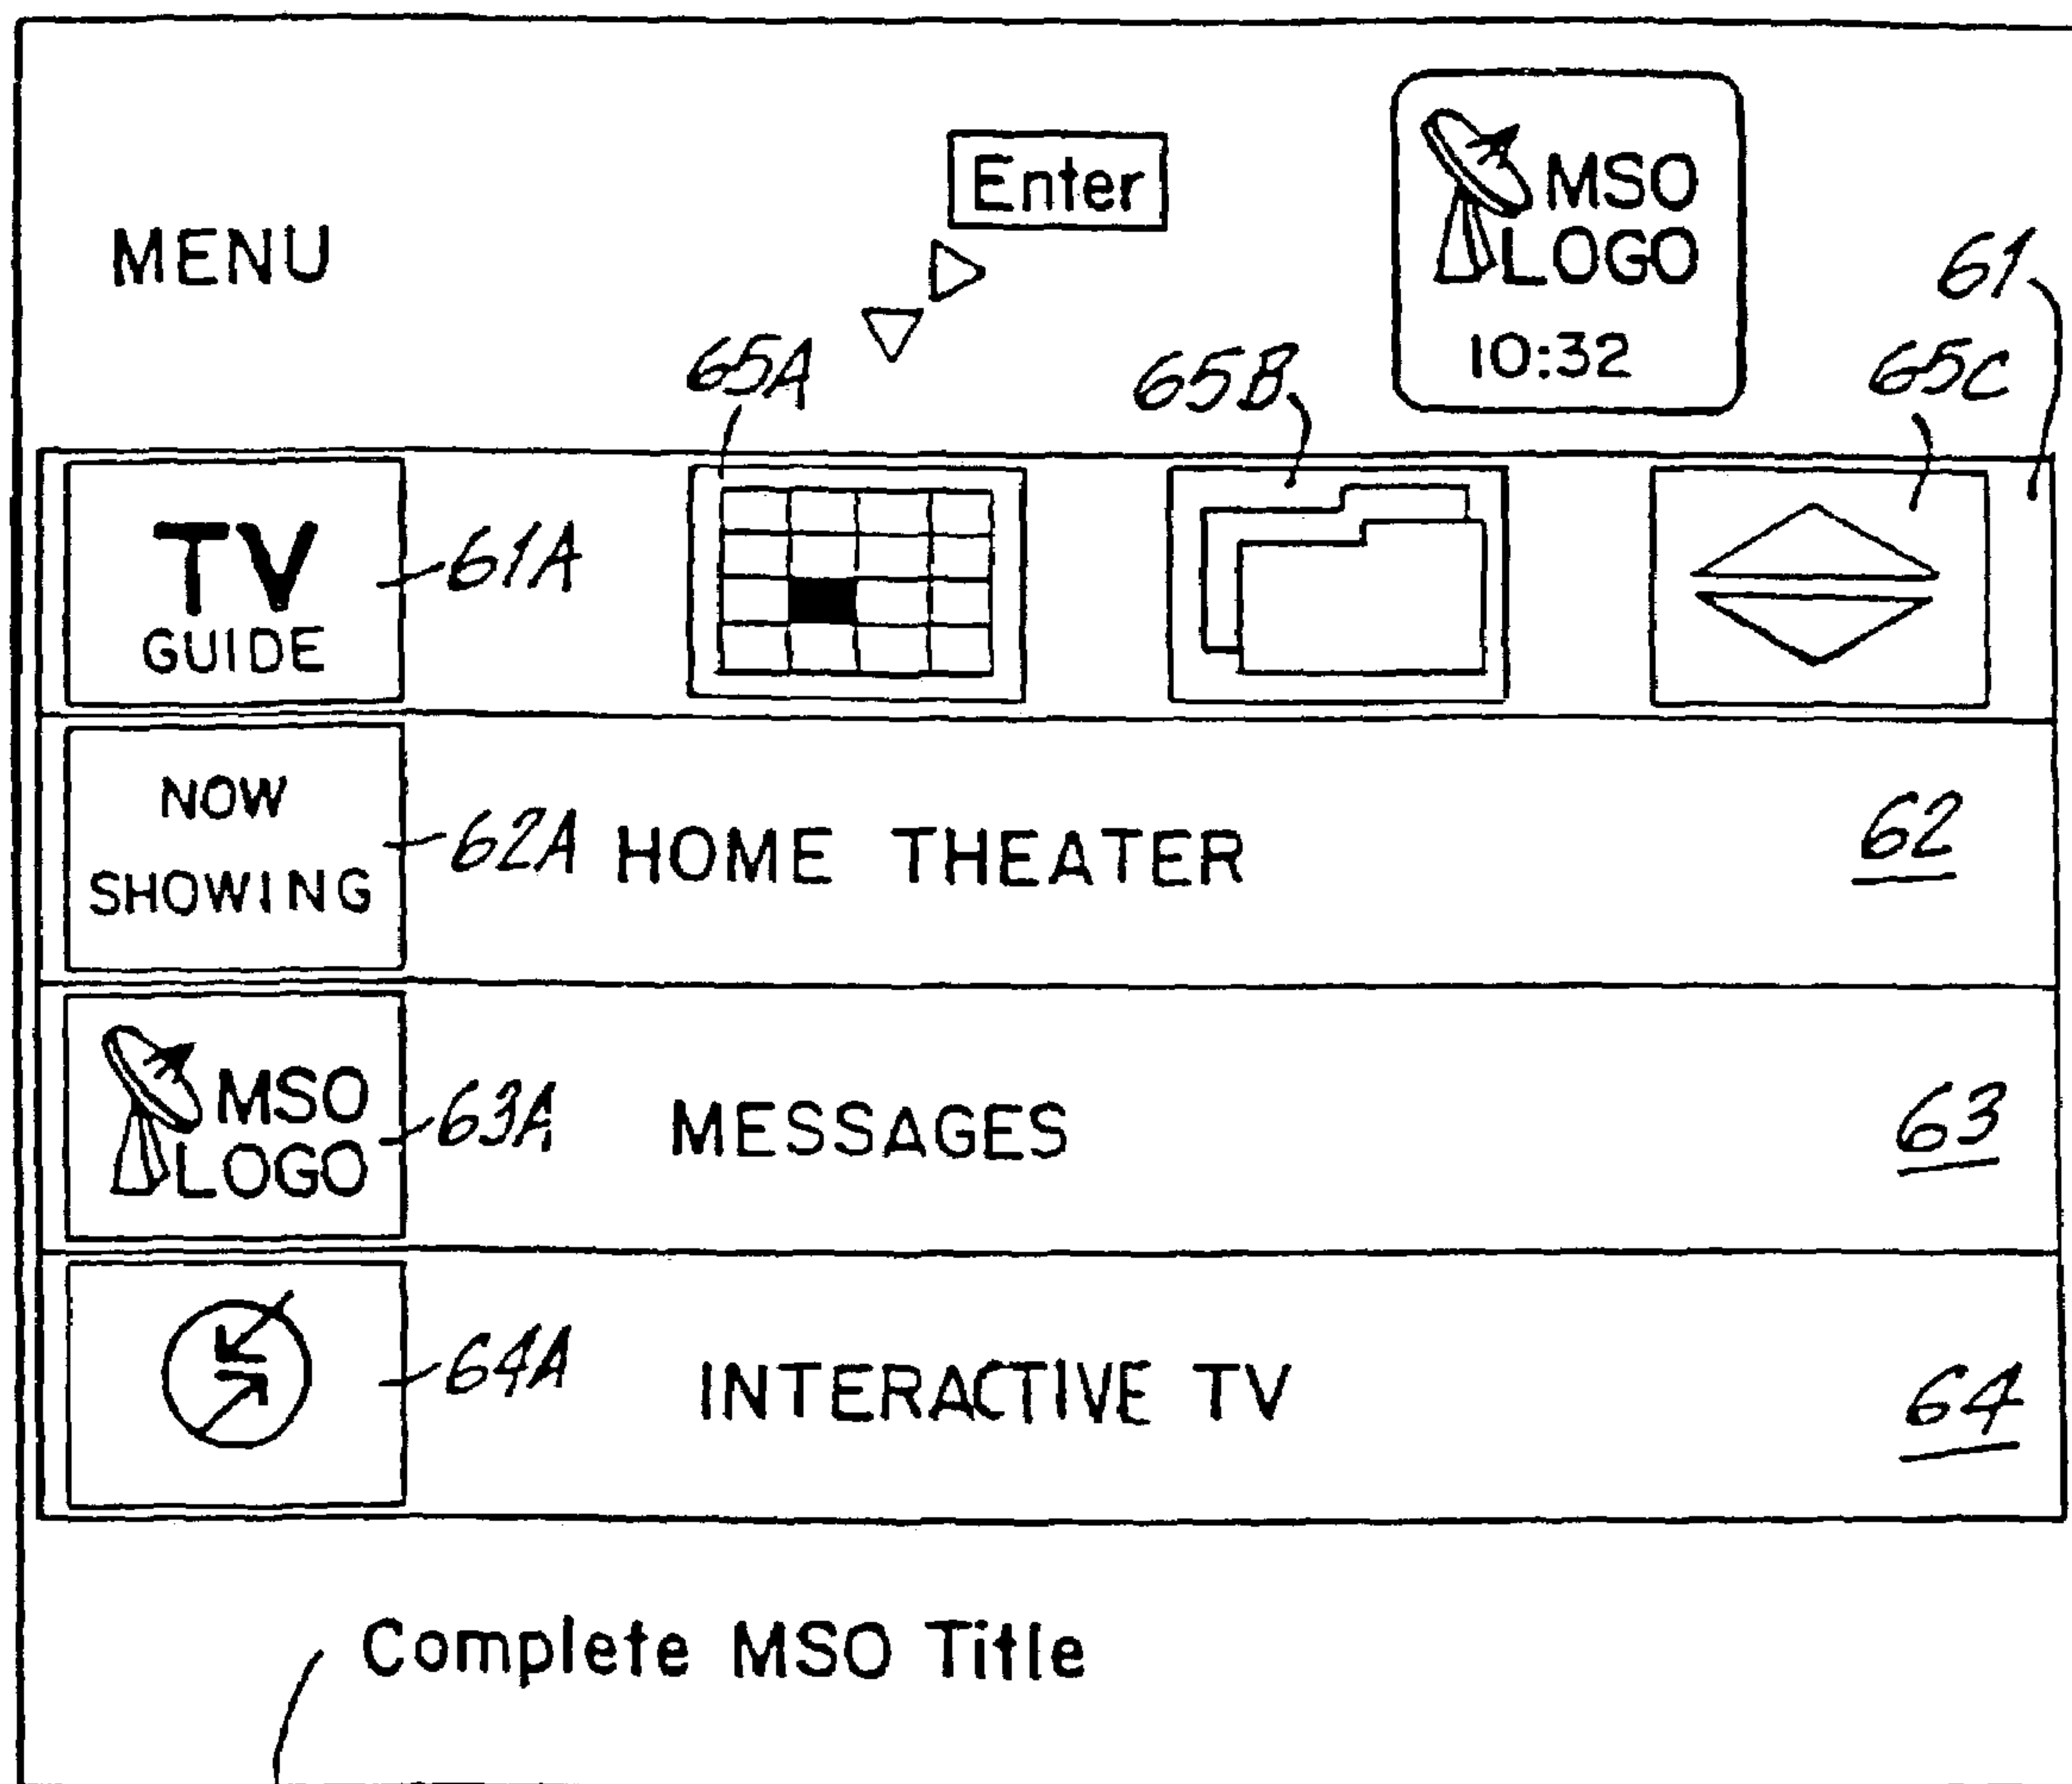 Enter
MSO
LOGO
10:32
MENU
61
65A
65B
65C
TV
GUIDE
61A
NOW
SHOWING
62A
HOME THEATER
62
MSO
LOGO
63A
MESSAGES
63
64A
INTERACTIVE TV
64
Complete MSO Title